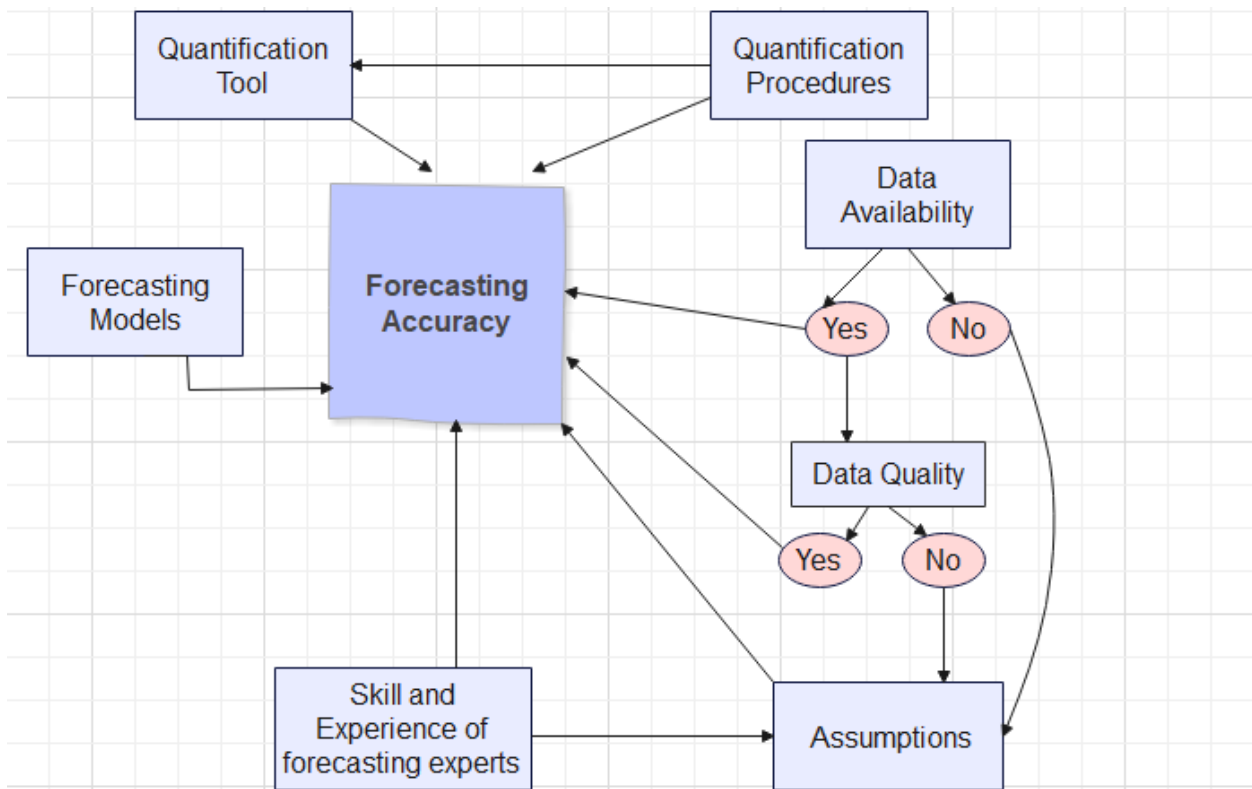 Quantification
Tool
Quantification
Procedures
Data
Availability
Forecasting
Models
Forecasting
Accuracy
Yes
No
Data Quality
Yes
No
Skill and
Experience of
forecasting experts
Assumptions